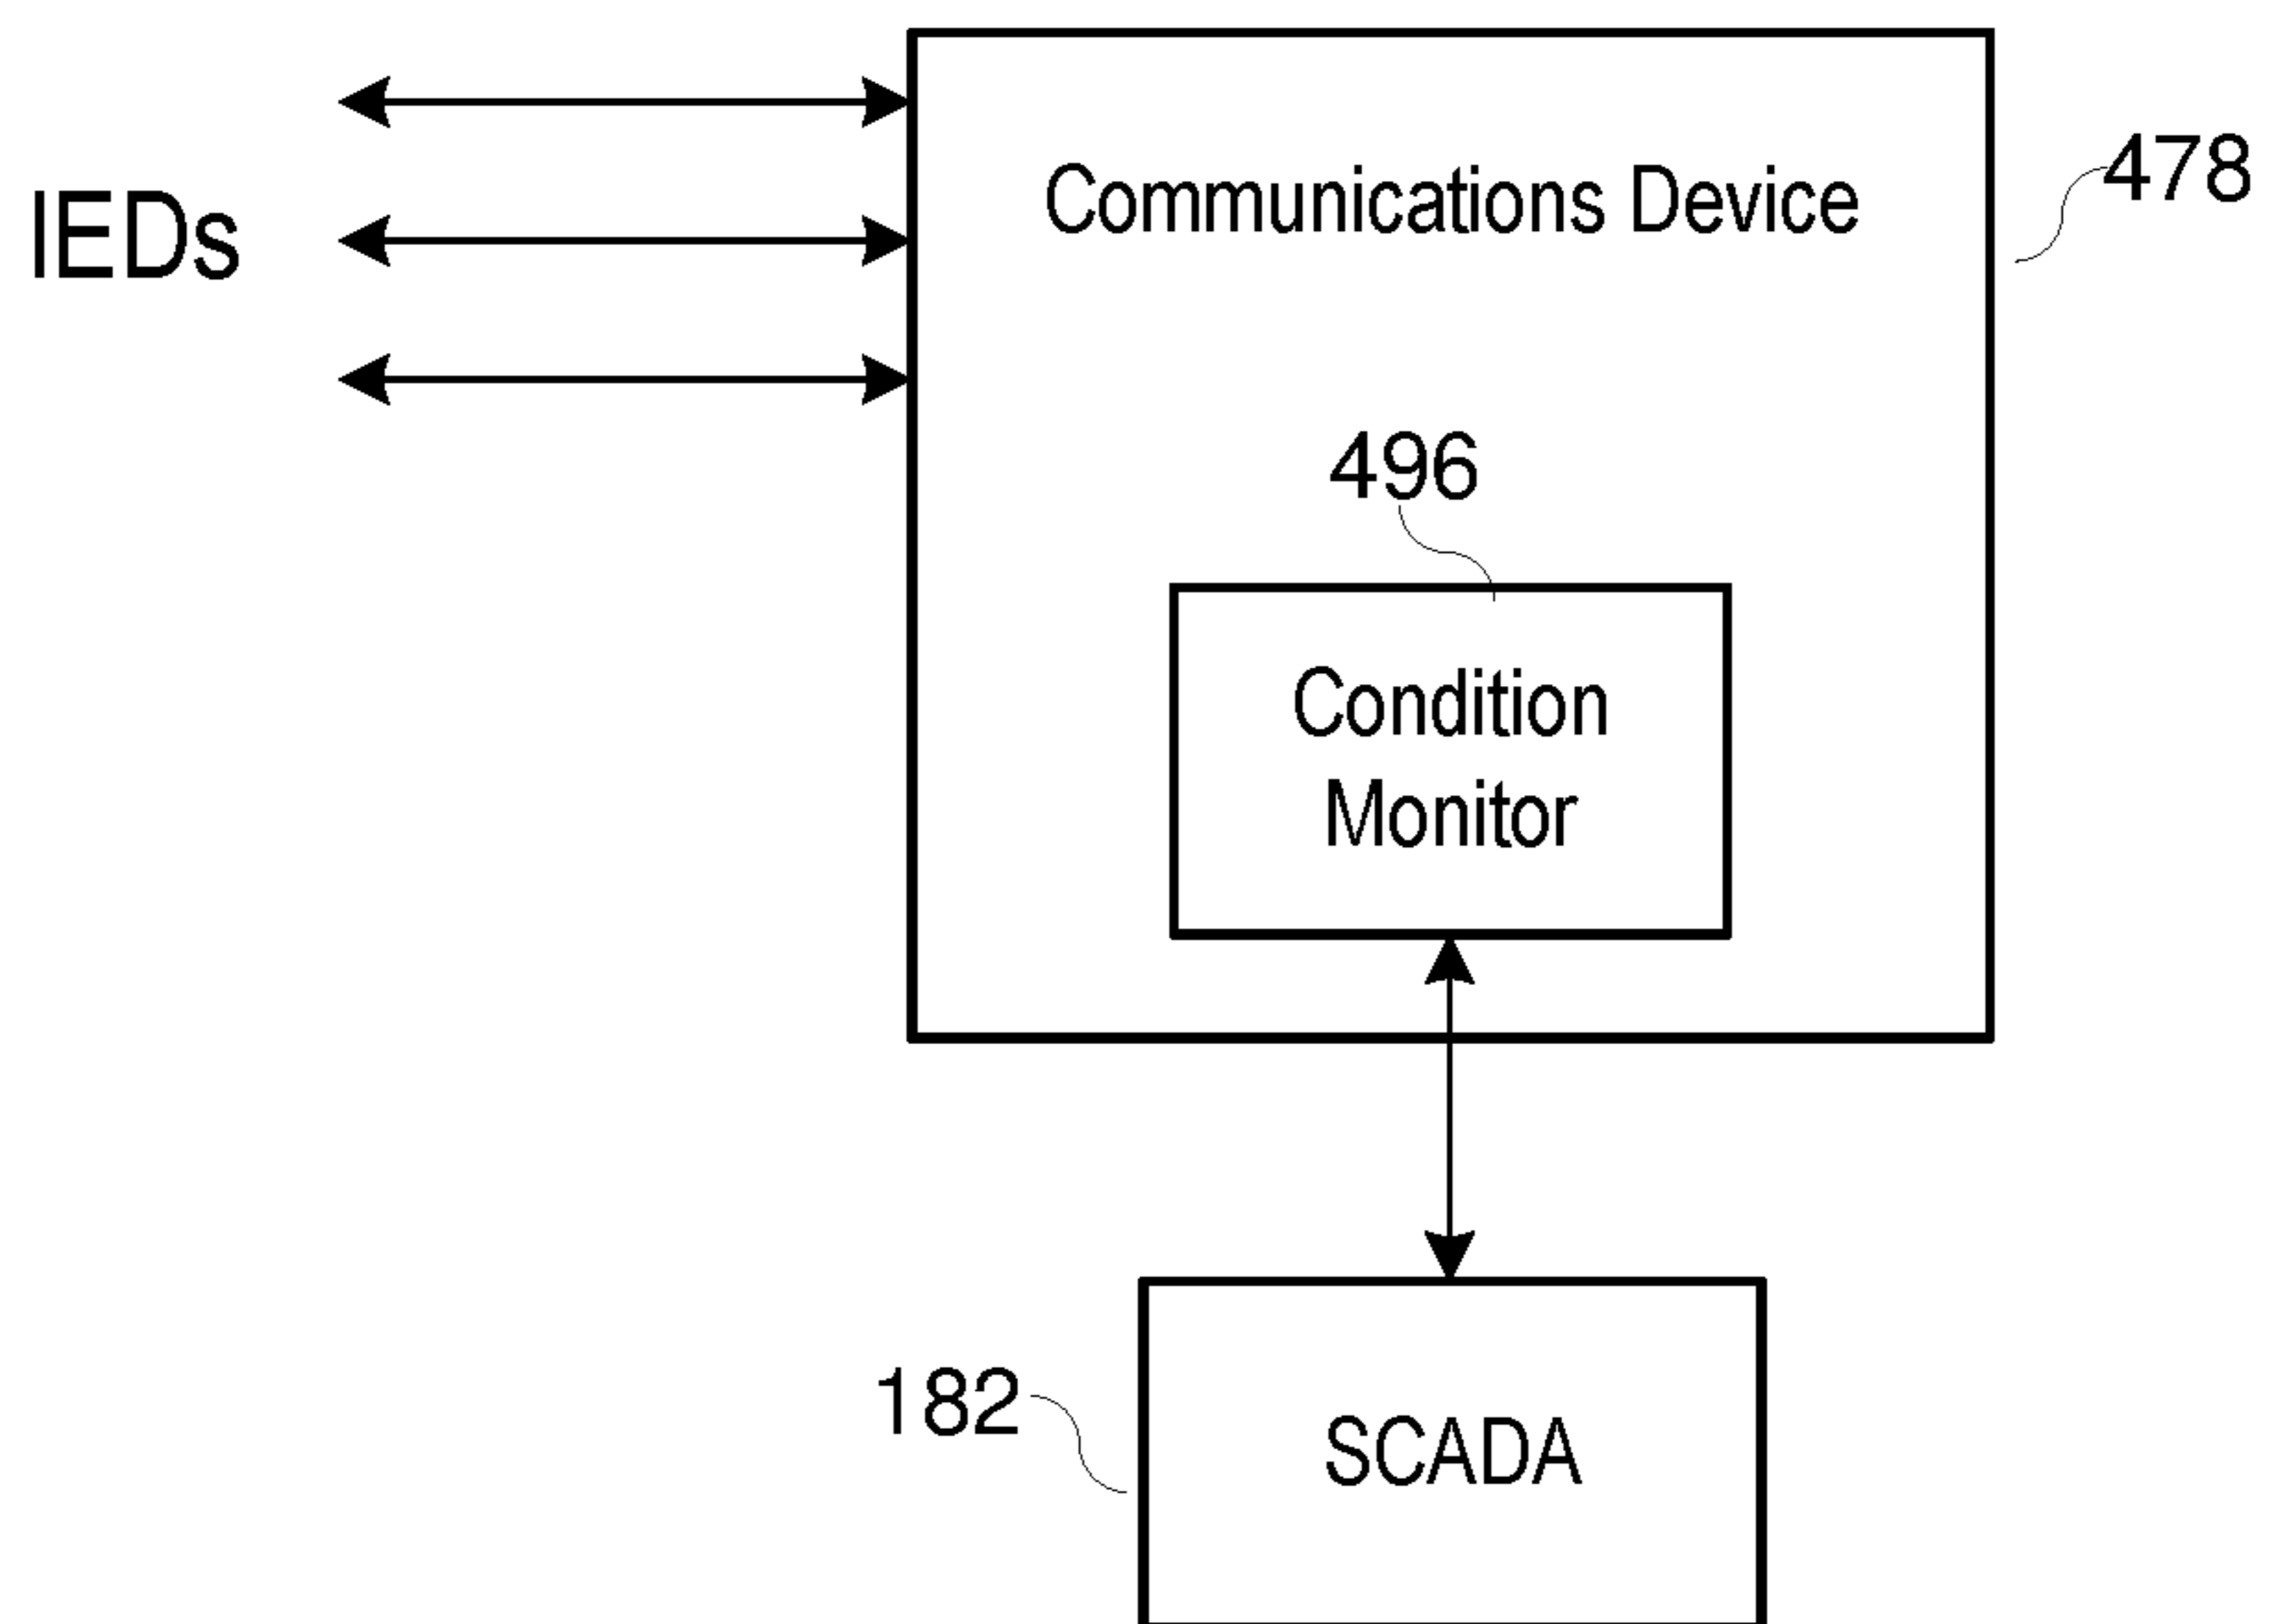 IEDs
Communications Device
478
496
Condition
Monitor
182
SCADA